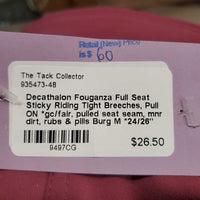 Retail (New) Price
is $ 60
The Tack Collector
935473-48
Decathalon Fouganza Full Seat
Sticky Riding Tight Breeches, Pull
ON *gc/fair, pulled seat seam, mnr
dirt, rubs & pills Burg M *24/26"
9497CG
$26.50